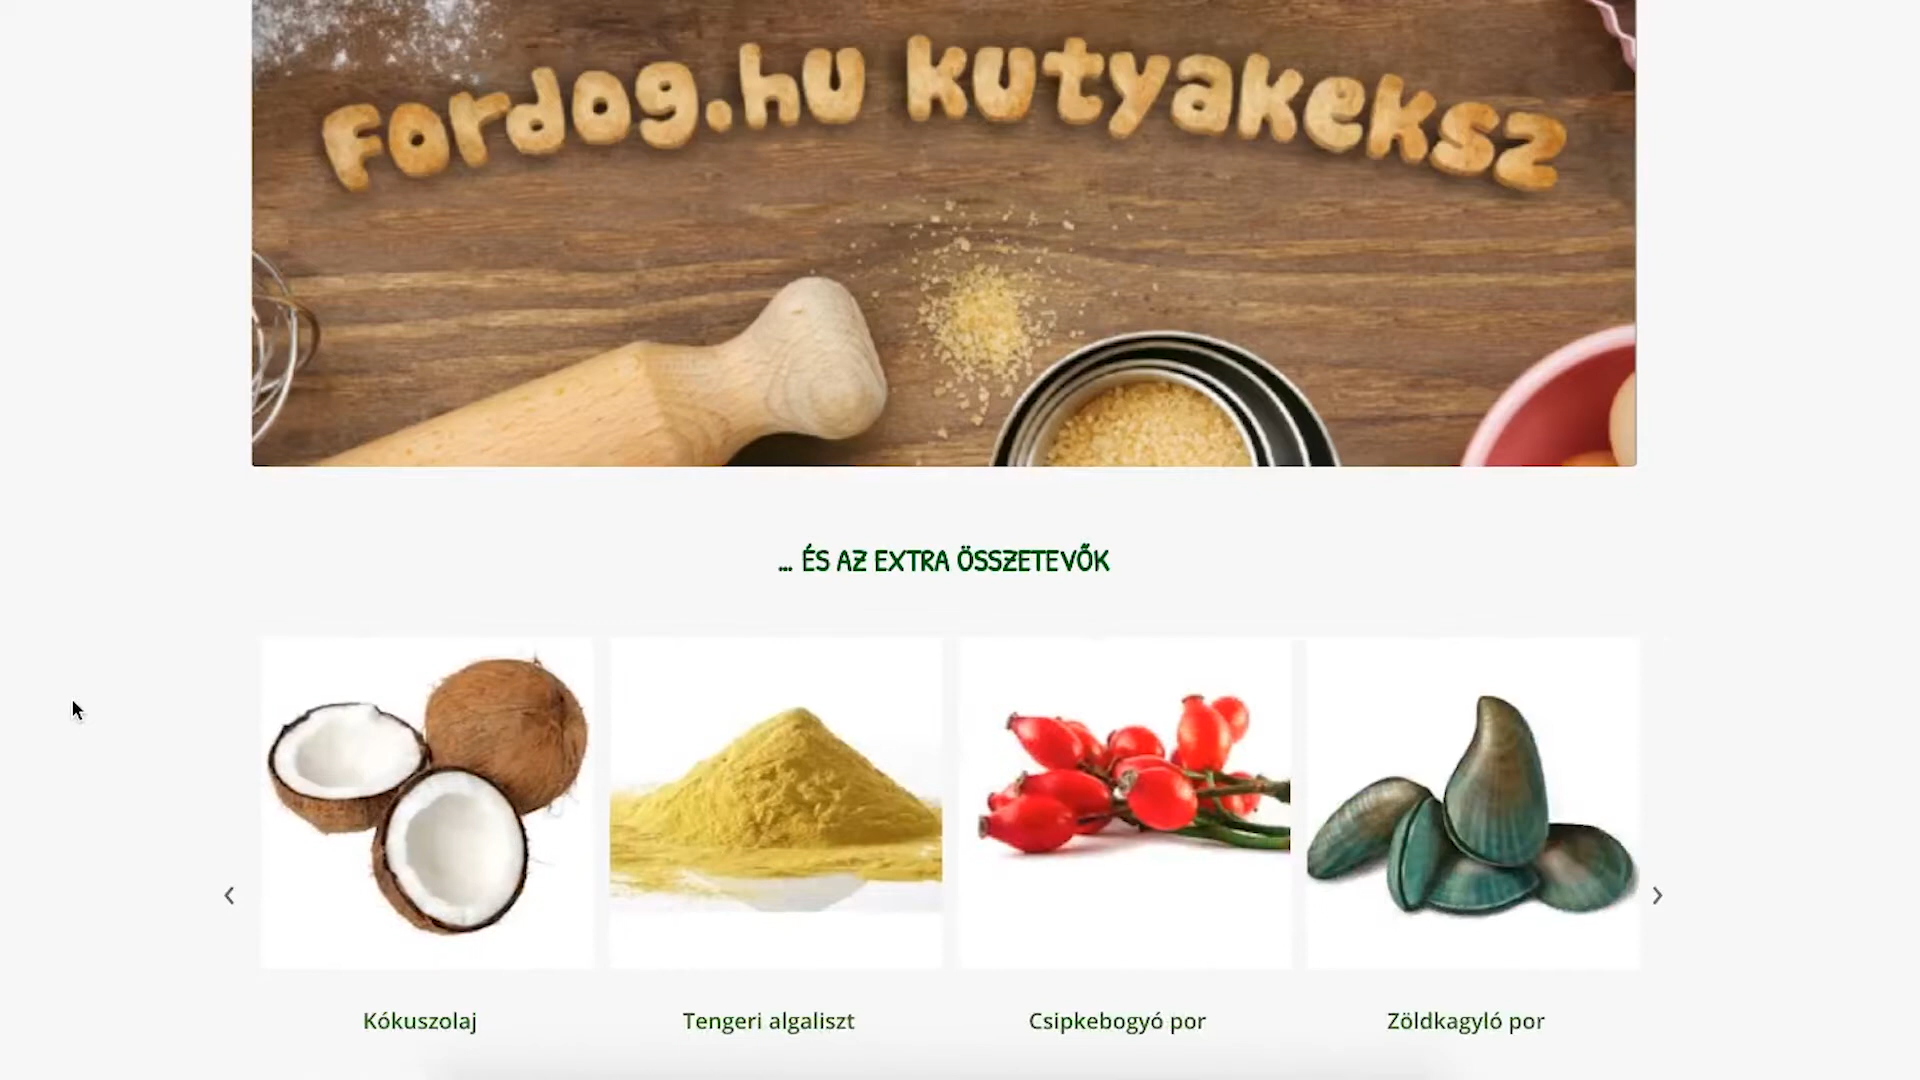 fordog.hu kutyakeksz
... ÉS AZ EXTRA ÖSSZETEVŐK
Kókuszolaj
Tengeri algaliszt
Csipkebogyó por
Zöldkagyló por